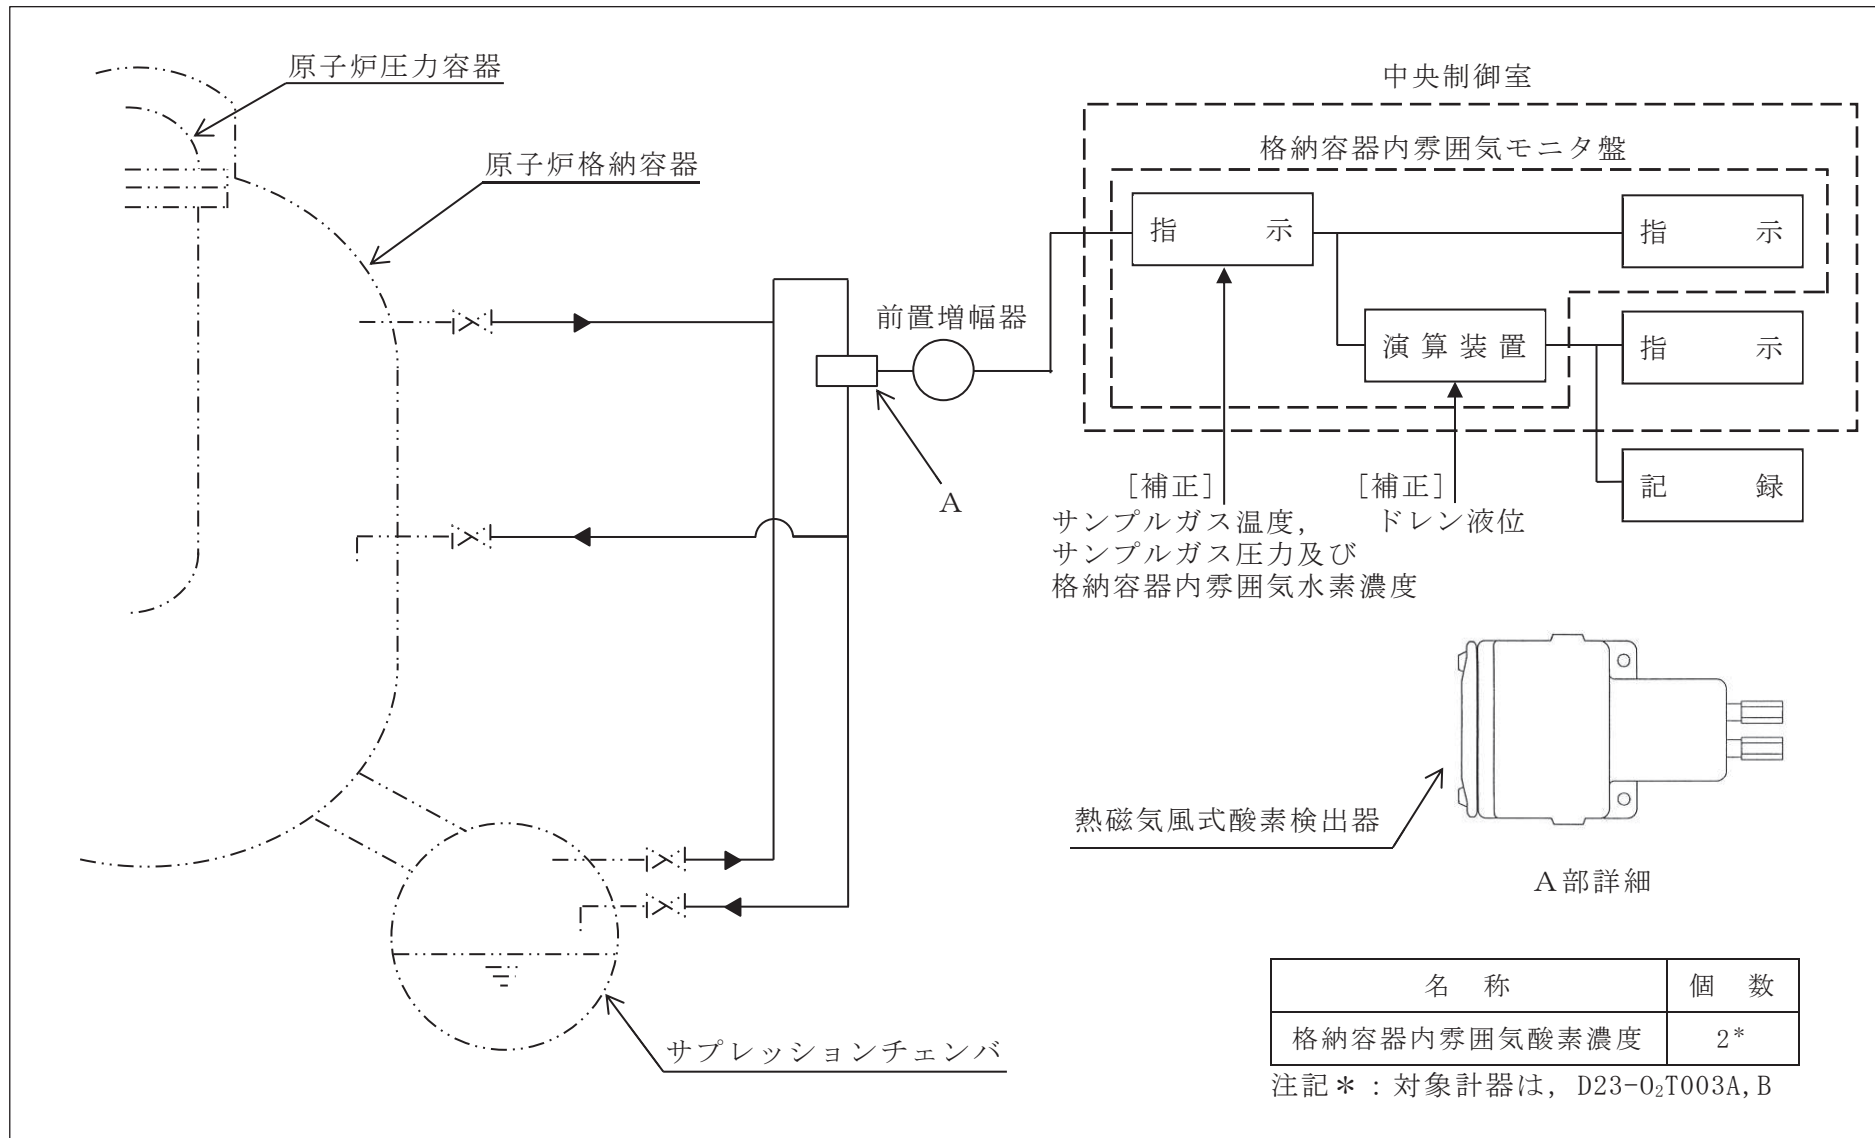 原子炉圧力容器
中央制御室
格納容器内雰囲気モニタ盤
原子炉格納容器
指 示
指 示
前置増幅器
演算装置
指 示
A
[補正]
サンプルガス温度,
サンプルガス圧力及び
格納容器内雰囲気水素濃度
[補正]
ドレン液位
記 録
熱磁気風式酸素検出器
A部詳細
サプレッションチェンバ
名 称 個 数
格納容器内雰囲気酸素濃度 2*
注記*:対象計器は, D23-O₂T003A,B